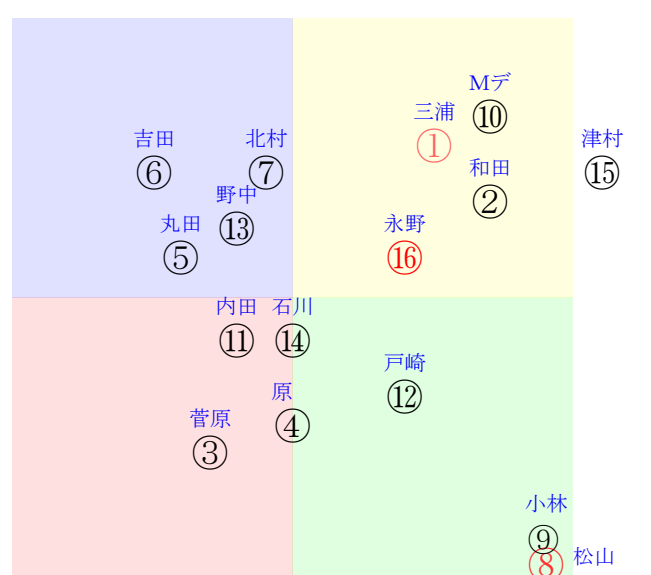 Mデ
⑩
三浦
①
吉田
⑥
北村
⑦
津村
⑮
和田
②
野中
⑬
丸田
⑤
永野
⑯
内田
⑪
石川
⑭
戸崎
⑫
原
④
菅原
③
小林
⑨
松山
⑧